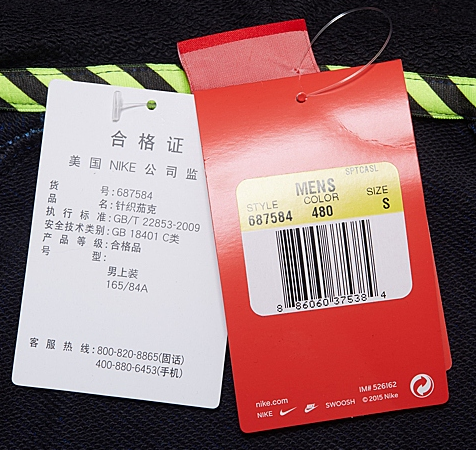 合格证
美国 NIKE 公司监
货号:687584
品名:针织茄克
执行标准:GB/T 22853-2009
安全技术类别:GB 18401 C类
产品等级:合格品
号型:
男上装
165/84A
客服热线:800-820-8865(固话)
400-880-6453(手机)
SPTCASL
MENS
STYLE COLOR SIZE
687584 480 S
8 86060 37538 4
nike.com
NIKE SWOOSH
IM# 526162
© 2015 Nike